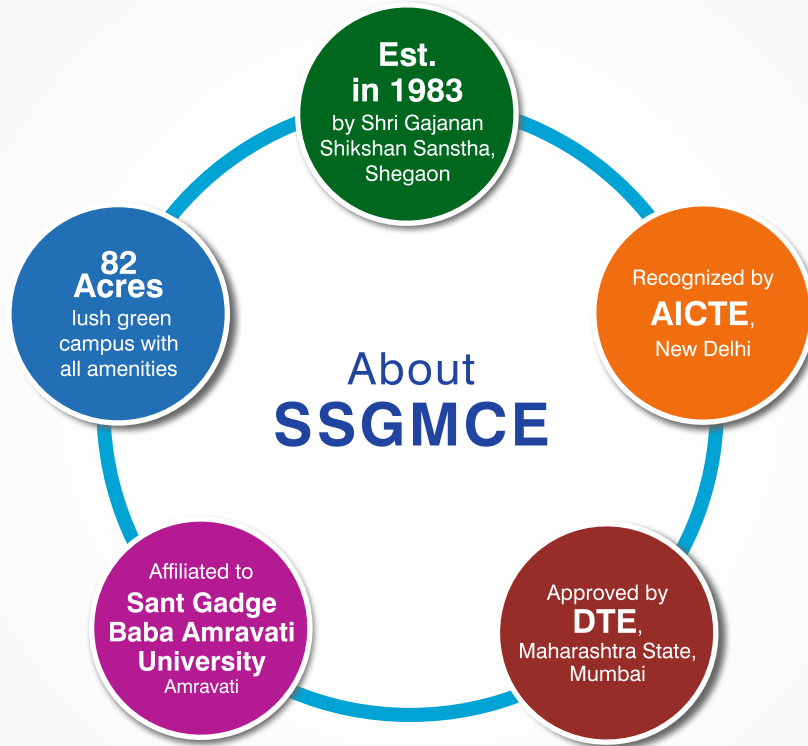 Est.
in 1983
by Shri Gajanan
Shikshan Sanstha,
Shegaon
82
Acres
lush green
campus with
all amenities
Recognized by
AICTE,
New Delhi
About
SSGMCE
Affiliated to
Sant Gadge
Baba Amravati
University
Amravati
Approved by
DTE,
Maharashtra State,
Mumbai